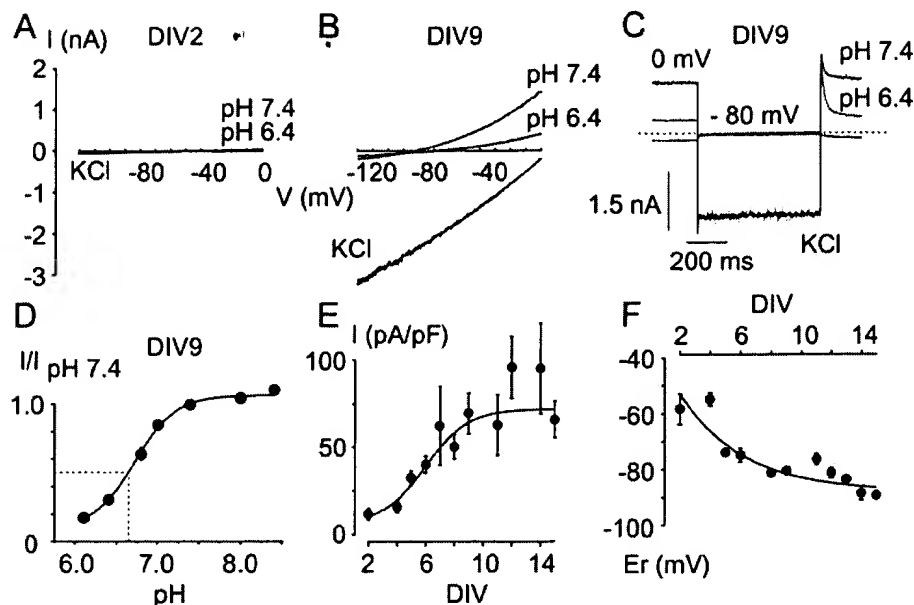 A
I (nA)
DIV2
2
1
0
-1
-2
-3
pH 7.4
pH 6.4
KCl
-80
-40
0
V (mV)
B
DIV9
pH 7.4
pH 6.4
-120
-80
-40
KCl
C
DIV9
0 mV
pH 7.4
pH 6.4
- 80 mV
1.5 nA
KCl
200 ms
D
I/I pH 7.4
DIV9
1.0
0
6.0 7.0 8.0
pH
E
I (pA/pF)
100
50
0
2 6 10 14
DIV
F
DIV
2 6 10 14
-40
-60
-80
-100
Er (mV)